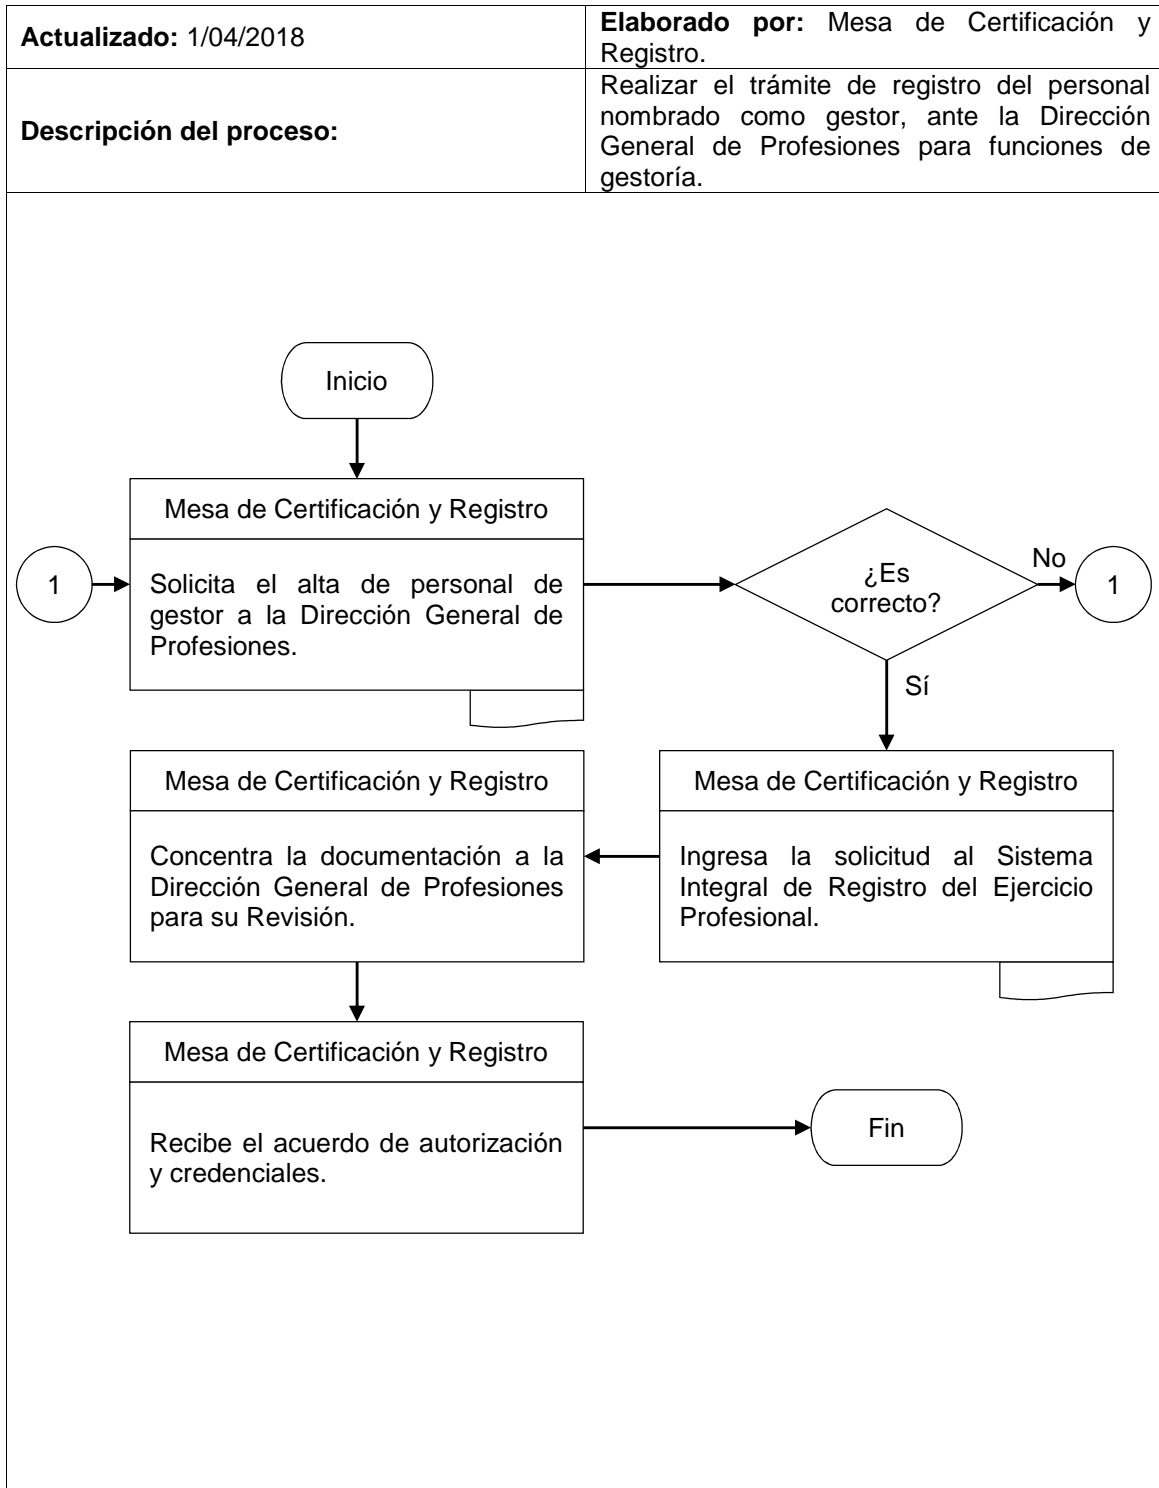 Actualizado: 1/04/2018
Elaborado por: Mesa de Certificación y
Registro.
Descripción del proceso:
Realizar el trámite de registro del personal
nombrado como gestor, ante la Dirección
General de Profesiones para funciones de
gestoría.
Inicio
Mesa de Certificación y Registro
1
Solicita el alta de personal de
gestor a la Dirección General de
Profesiones.
¿Es
correcto?
No
1
Sí
Mesa de Certificación y Registro
Ingresa la solicitud al Sistema
Integral de Registro del Ejercicio
Profesional.
Mesa de Certificación y Registro
Concentra la documentación a la
Dirección General de Profesiones
para su Revisión.
Mesa de Certificación y Registro
Recibe el acuerdo de autorización
y credenciales.
Fin